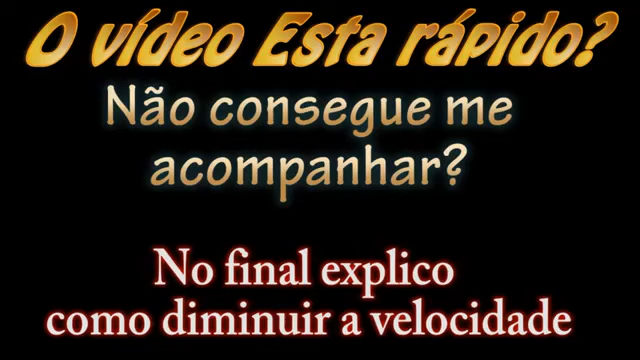 O vídeo Esta rápido?
Não consegue me
acompanhar?
No final explico
como diminuir a velocidade